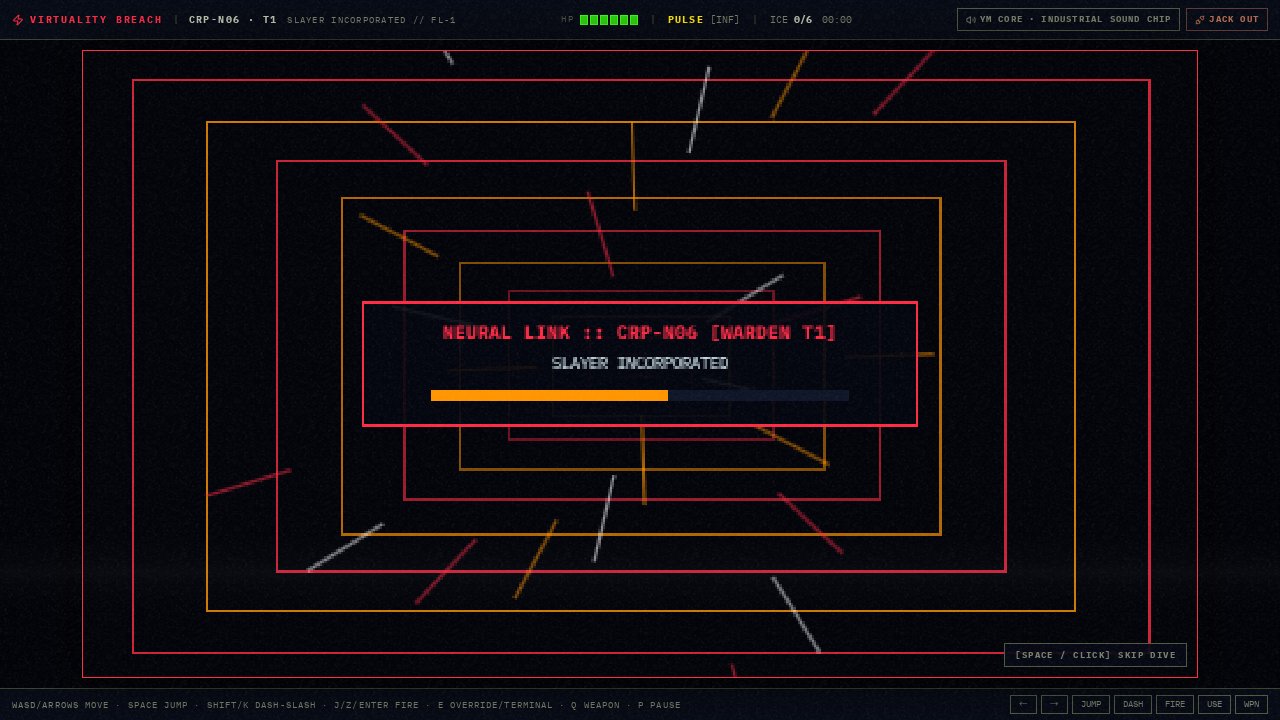 VIRTUALITY BREACH | CRP-N06 · T1 SLAYER INCORPORATED // FL-1 HP | PULSE [INF] | ICE 0/6 00:00 YM CORE · INDUSTRIAL SOUND CHIP JACK OUT
NEURAL LINK :: CRP-N06 [WARDEN T1]
SLAYER INCORPORATED
[SPACE / CLICK] SKIP DIVE
WASD/ARROWS MOVE · SPACE JUMP · SHIFT/K DASH-SLASH · J/Z/ENTER FIRE · E OVERRIDE/TERMINAL · Q WEAPON · P PAUSE ← → JUMP DASH FIRE USE WPN